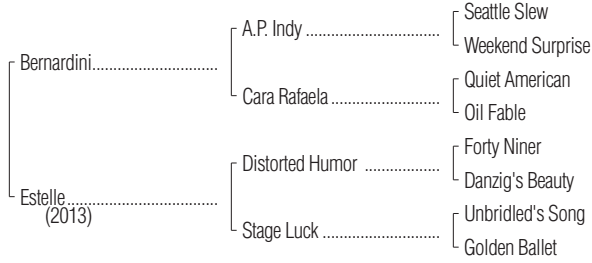 Seattle Slew
A.P. Indy ............................
Weekend Surprise
Bernardini..........................
Quiet American
Cara Rafaela.......................
Oil Fable
Forty Niner
Distorted Humor ................
Danzig's Beauty
Estelle...............................
(2013)
Unbridled's Song
Stage Luck ........................
Golden Ballet